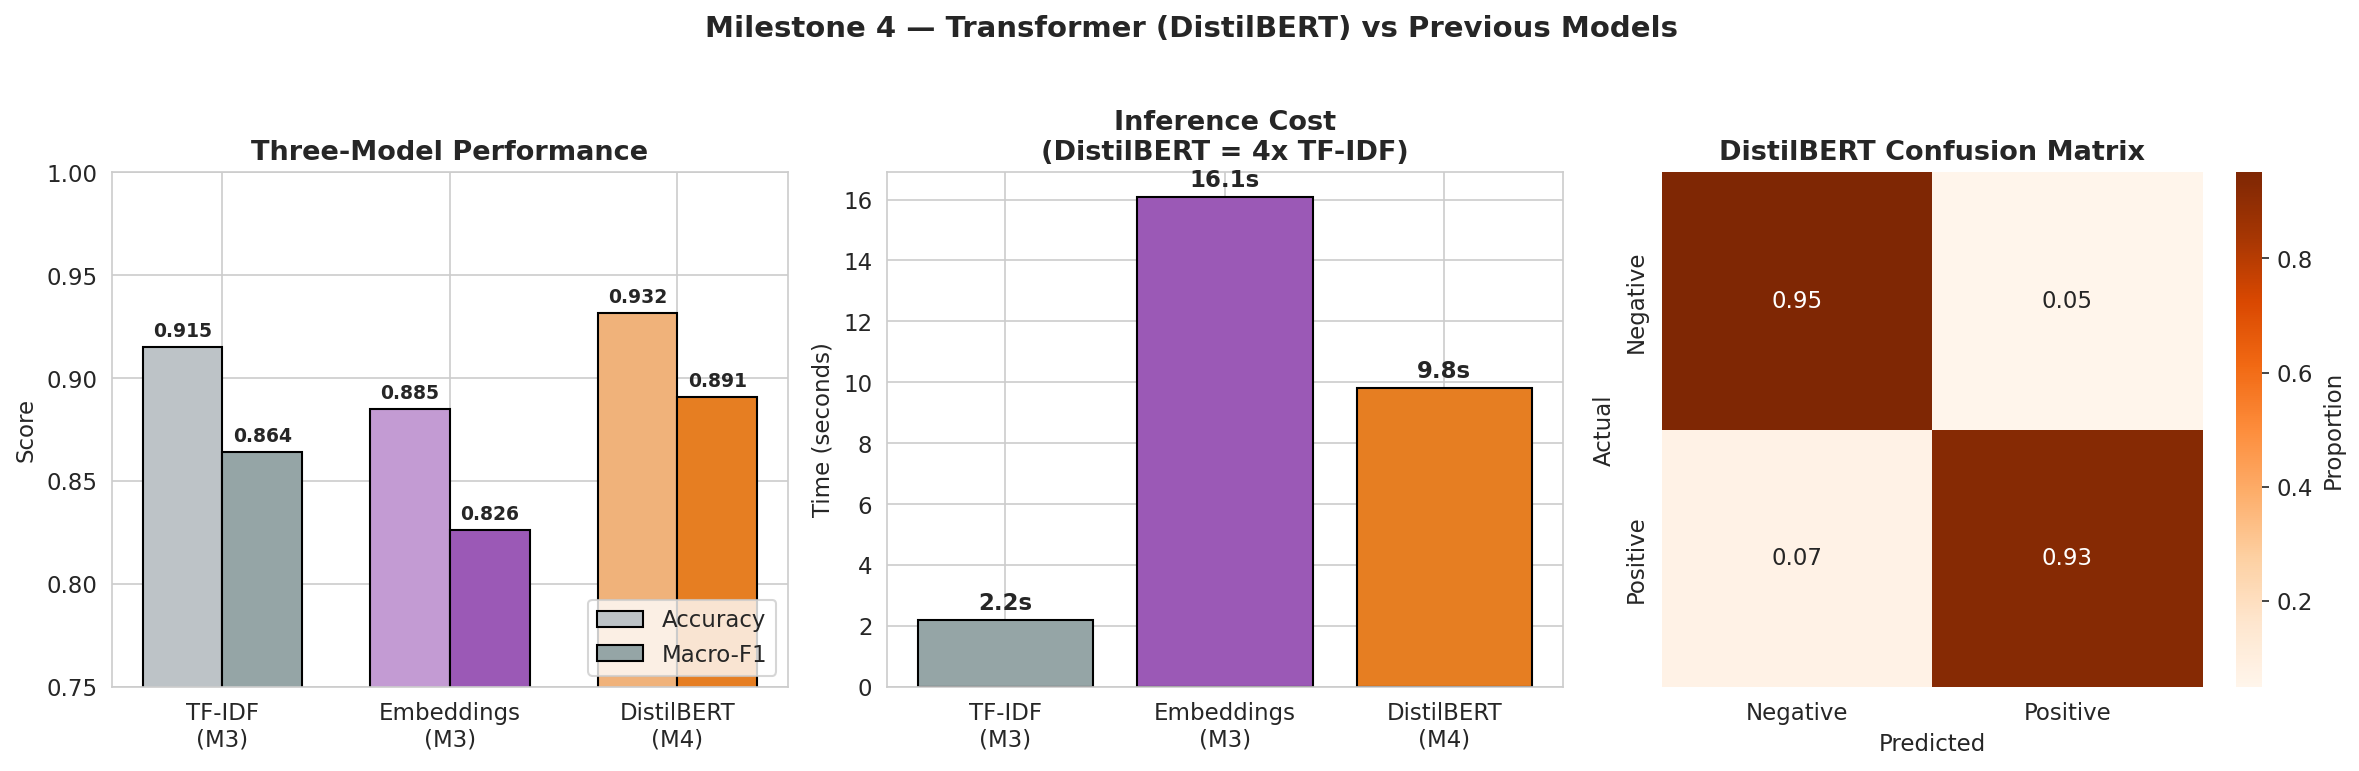 Milestone 4 — Transformer (DistilBERT) vs Previous Models
Three-Model Performance
Score
1.00
0.95
0.90
0.85
0.80
0.75
0.915
0.864
0.885
0.826
0.932
0.891
Accuracy
Macro-F1
TF-IDF
(M3)
Embeddings
(M3)
DistilBERT
(M4)
Inference Cost
(DistilBERT = 4x TF-IDF)
Time (seconds)
16
14
12
10
8
6
4
2
0
2.2s
16.1s
9.8s
TF-IDF
(M3)
Embeddings
(M3)
DistilBERT
(M4)
DistilBERT Confusion Matrix
Actual
Negative
Positive
0.95
0.05
0.07
0.93
Negative
Positive
Predicted
0.8
0.6
0.4
0.2
Proportion